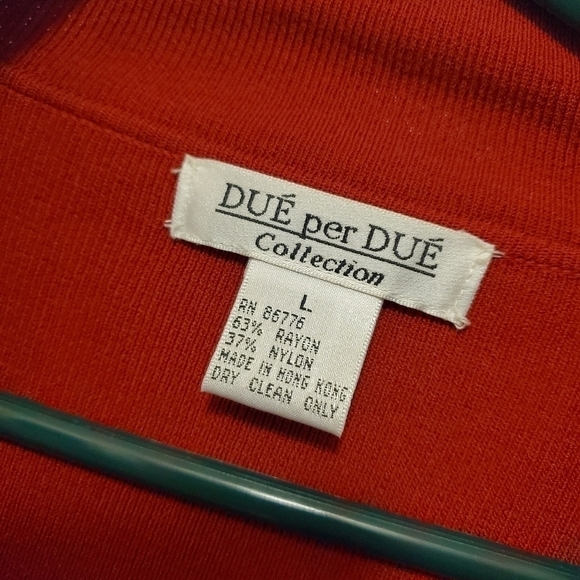 DUÉ per DUÉ
Collection
L
RN 86776
63% RAYON
37% NYLON
MADE IN HONG KONG
DRY CLEAN ONLY